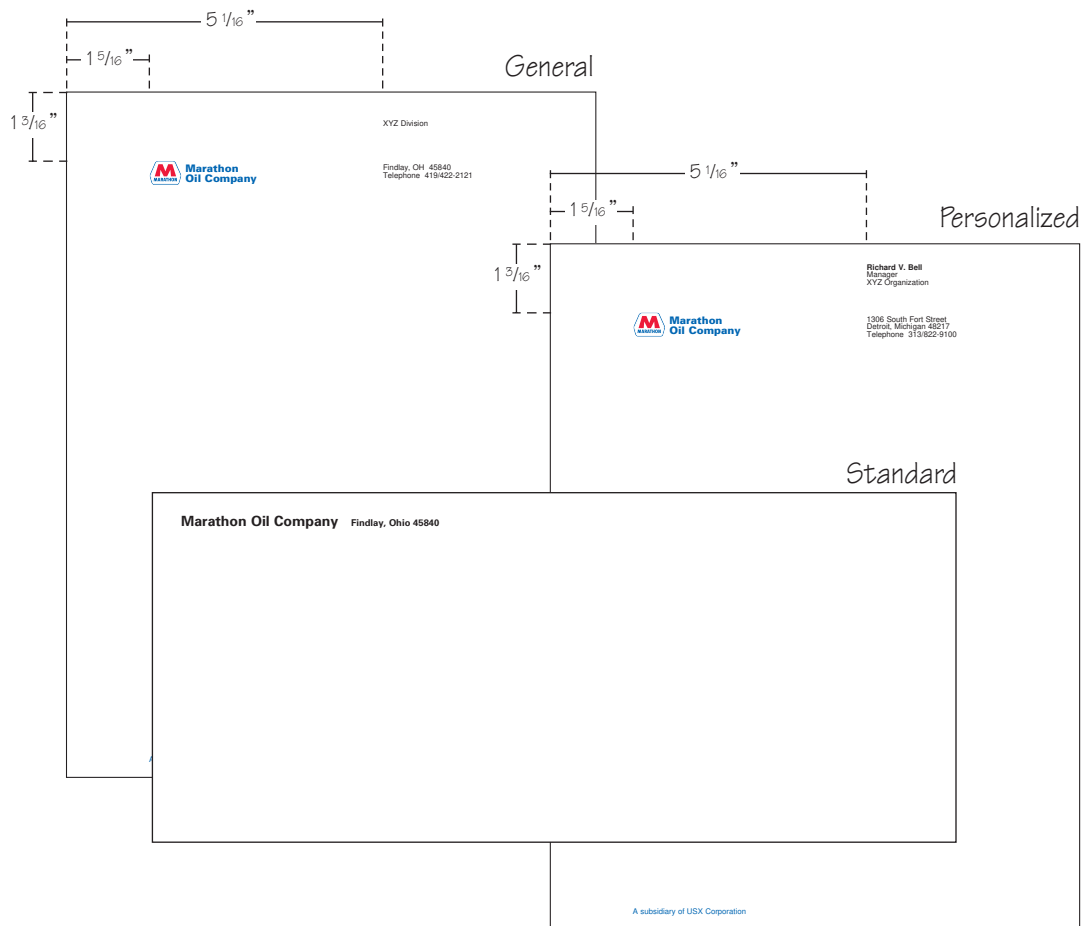 5 1/16"
1 5/16"
General
1 3/16"
XYZ Division
Findlay, OH 45840
Telephone 419/422-2121
M
MARATHON
Marathon
Oil Company
5 1/16"
1 5/16"
Personalized
1 3/16"
Richard V. Bell
Manager
XYZ Organization
1306 South Fort Street
Detroit, Michigan 48217
Telephone 313/822-9100
M
MARATHON
Marathon
Oil Company
Standard
Marathon Oil Company Findlay, Ohio 45840
A subsidiary of USX Corporation